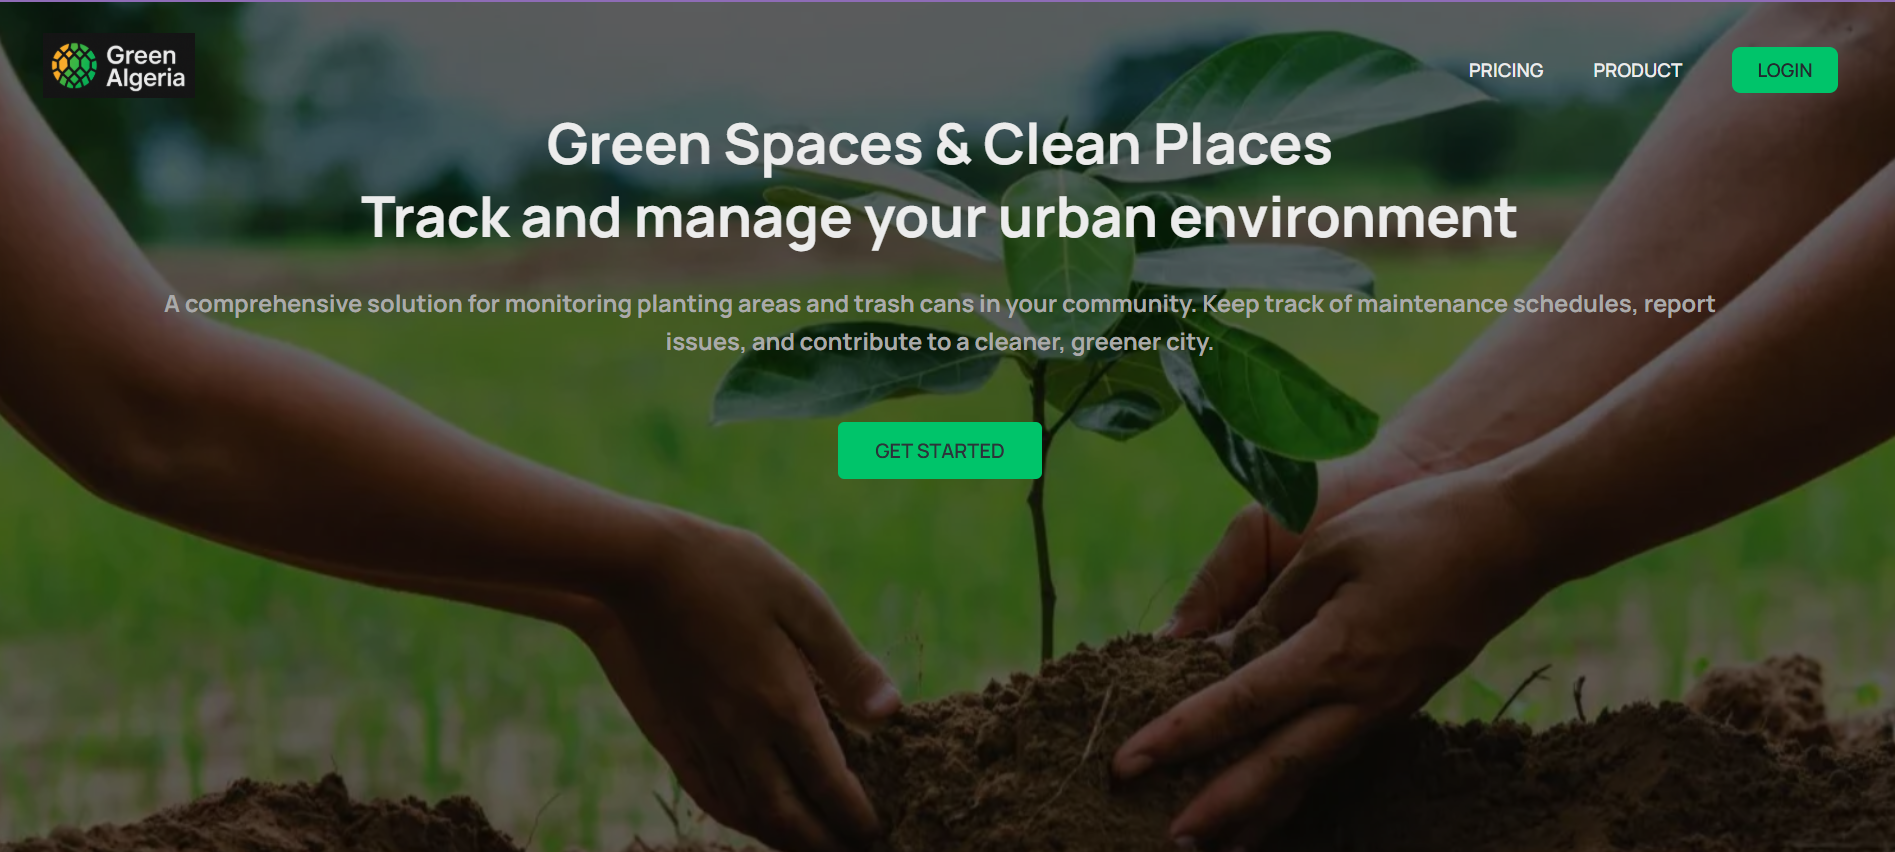 Green
Algeria
PRICING
PRODUCT
LOGIN
Green Spaces & Clean Places
Track and manage your urban environment
A comprehensive solution for monitoring planting areas and trash cans in your community. Keep track of maintenance schedules, report
issues, and contribute to a cleaner, greener city.
GET STARTED